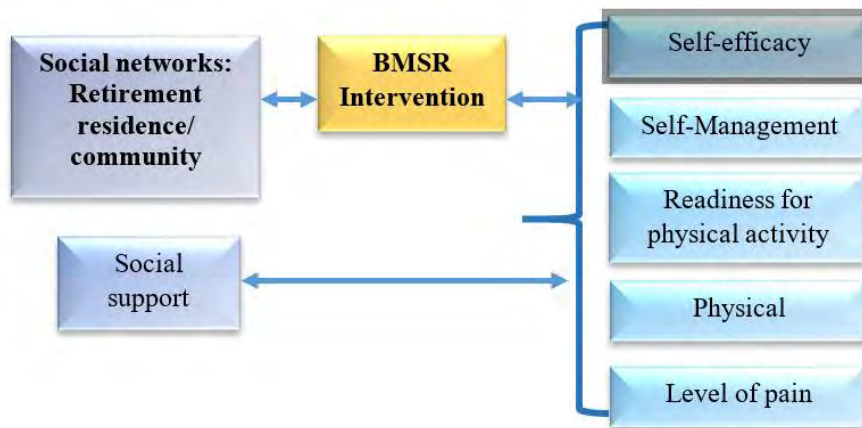 Social networks:
Retirement
residence/
community
BMSR
Intervention
Self-efficacy
Self-Management
Readiness for
physical activity
Social
support
Physical
Level of pain